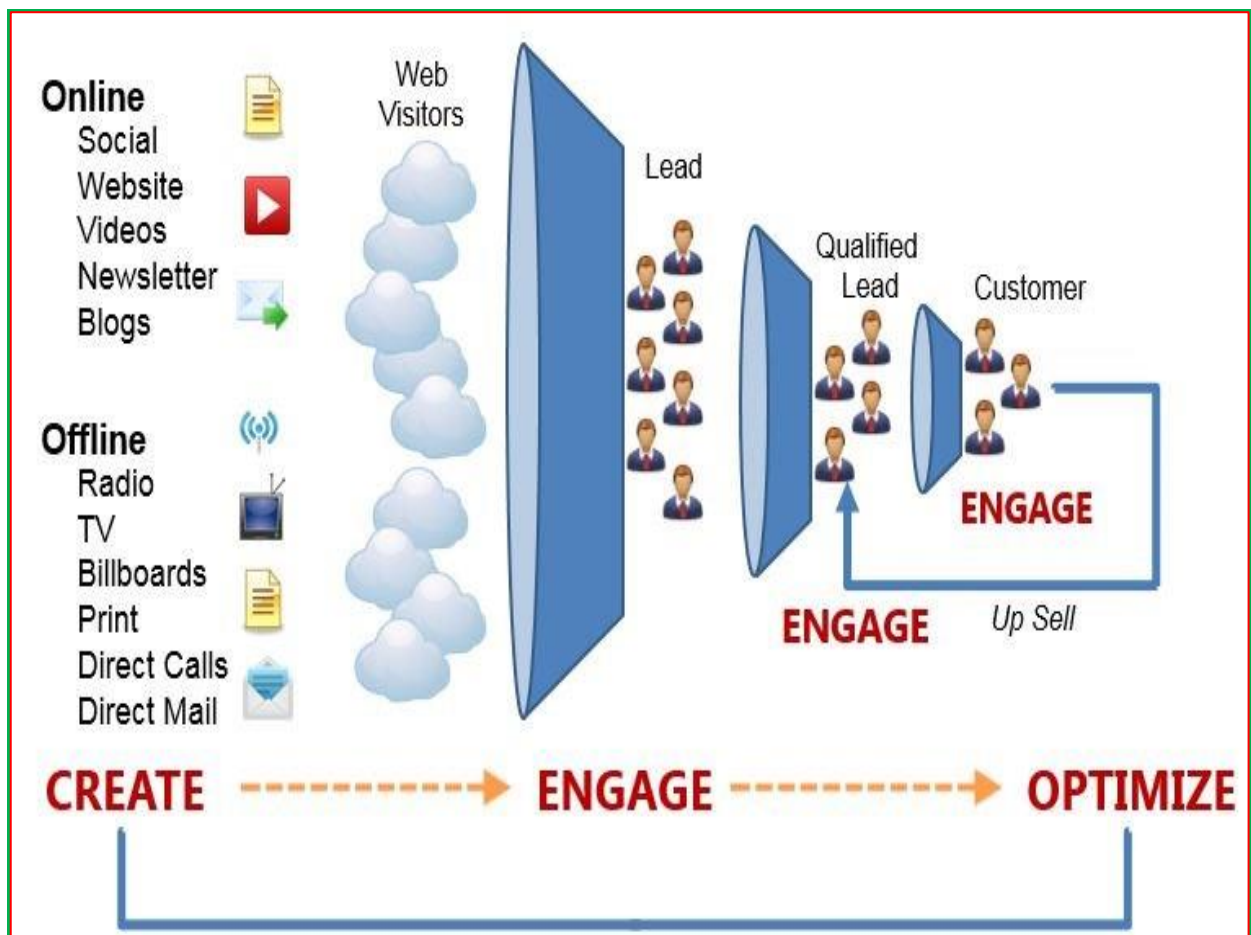 Online
Social
Website
Videos
Newsletter
Blogs
Offline
Radio
TV
Billboards
Print
Direct Calls
Direct Mail
Web
Visitors
Lead
Qualified
Lead
Customer
ENGAGE
ENGAGE
Up Sell
CREATE
ENGAGE
OPTIMIZE